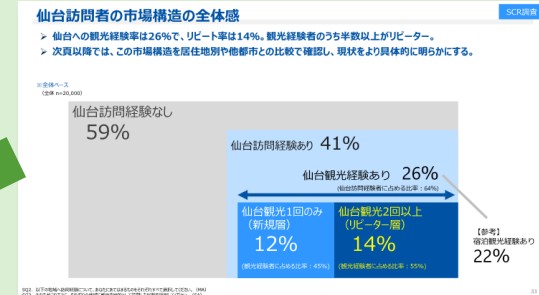 仙台訪問者の市場構造の全体感
SCR調査
➢ 仙台への観光経験率は26%で、リピート率は14%。観光経験者のうち半数以上がリピーター。
➢ 次頁以降では、この市場構造を居住地別や他都市との比較で確認し、現状をより具体的に明らかにする。
※全体ベース
(全体 n=20,000)
仙台訪問経験なし
59%
仙台訪問経験あり 41%
仙台観光経験あり 26%
(仙台訪問経験者に占める比率：64%)
仙台観光1回のみ
(新規層)
12%
(観光経験者に占める比率：45%)
仙台観光2回以上
(リピーター層)
14%
(観光経験者に占める比率：55%)
【参考】
宿泊観光経験あり
22%